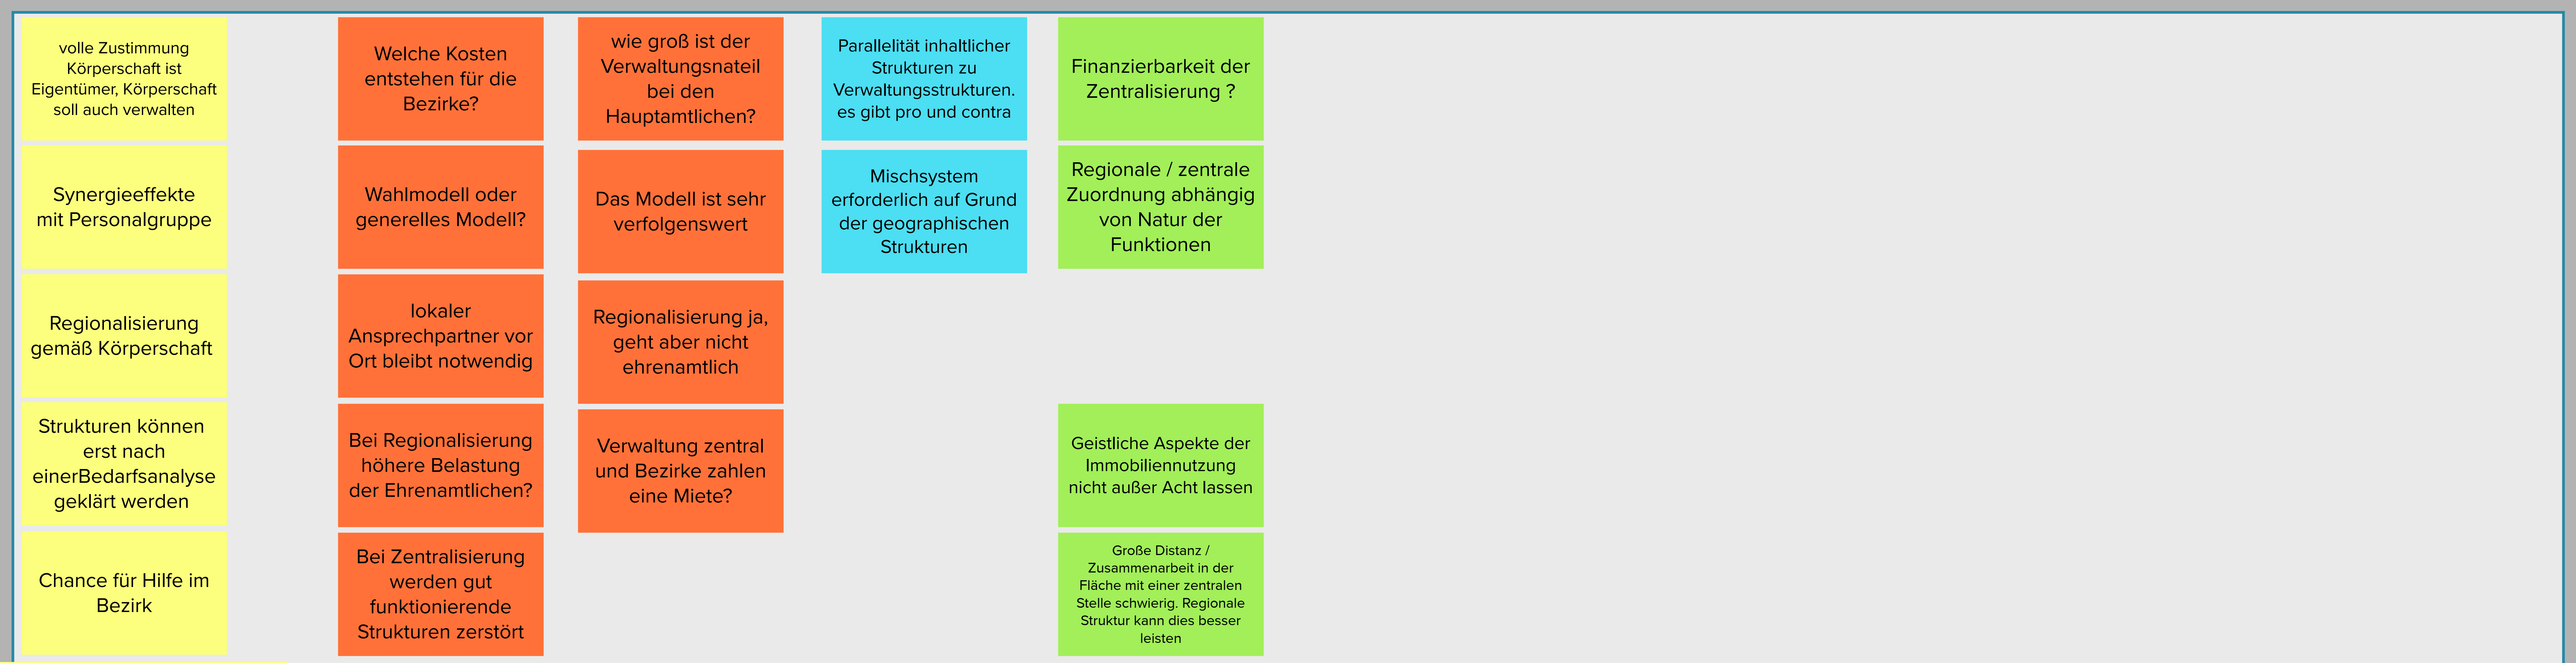 volle Zustimmung
Körperschaft ist
Eigentümer, Körperschaft
soll auch verwalten
Synergieeffekte
mit Personalgruppe
Regionalisierung
gemäß Körperschaft
Strukturen können
erst nach
einerBedarfsanalyse
geklärt werden
Chance für Hilfe im
Bezirk
Welche Kosten
entstehen für die
Bezirke?
Wahlmodell oder
generelles Modell?
lokaler
Ansprechpartner vor
Ort bleibt notwendig
Bei Regionalisierung
höhere Belastung
der Ehrenamtlichen?
Bei Zentralisierung
werden gut
funktionierende
Strukturen zerstört
wie groß ist der
Verwaltungsnateil
bei den
Hauptamtlichen?
Das Modell ist sehr
verfolgenswert
Regionalisierung ja,
geht aber nicht
ehrenamtlich
Verwaltung zentral
und Bezirke zahlen
eine Miete?
Parallelität inhaltlicher
Strukturen zu
Verwaltungsstrukturen.
es gibt pro und contra
Mischsystem
erforderlich auf Grund
der geographischen
Strukturen
Finanzierbarkeit der
Zentralisierung ?
Regionale / zentrale
Zuordnung abhängig
von Natur der
Funktionen
Geistliche Aspekte der
Immobiliennutzung
nicht außer Acht lassen
Große Distanz /
Zusammenarbeit in der
Fläche mit einer zentralen
Stelle schwierig. Regionale
Struktur kann dies besser
leisten